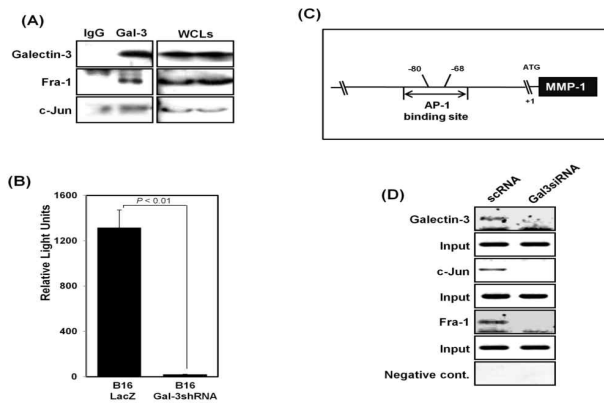 (A)
IgG Gal-3 WCLs
Galectin-3
Fra-1
c-Jun
(B)
Relative Light Units
1600
1200
800
400
0
P < 0.01
B16 LacZ
B16 Gal-3shRNA
(C)
-80 -68
ATG
+1
MMP-1
AP-1
binding site
(D)
scRNA Gal3siRNA
Galectin-3
Input
c-Jun
Input
Fra-1
Input
Negative cont.